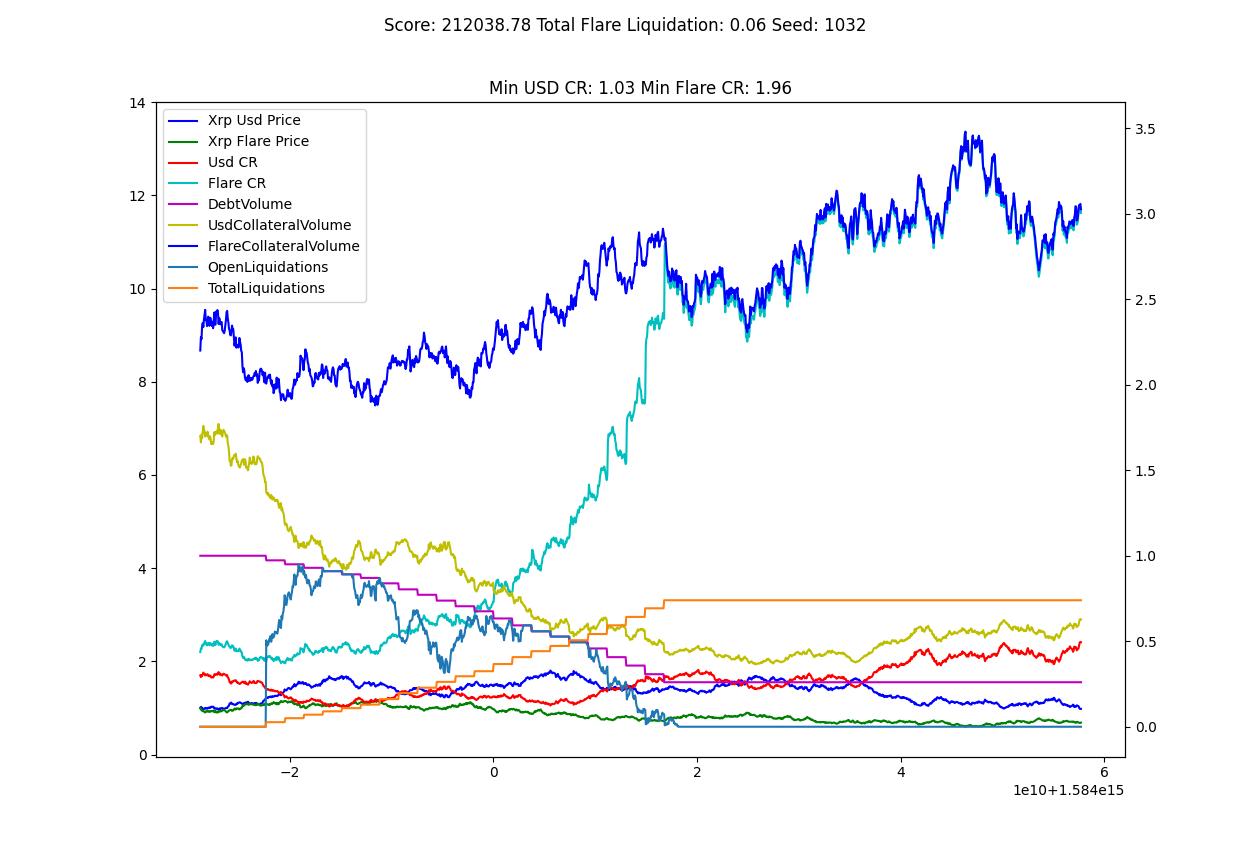 Score: 212038.78 Total Flare Liquidation: 0.06 Seed: 1032
Min USD CR: 1.03 Min Flare CR: 1.96
Xrp Usd Price
Xrp Flare Price
Usd CR
Flare CR
DebtVolume
UsdCollateralVolume
FlareCollateralVolume
OpenLiquidations
TotalLiquidations
14
12
10
8
6
4
2
0
3.5
3.0
2.5
2.0
1.5
1.0
0.5
0.0
−2
0
2
4
6
1e10+1.584e15